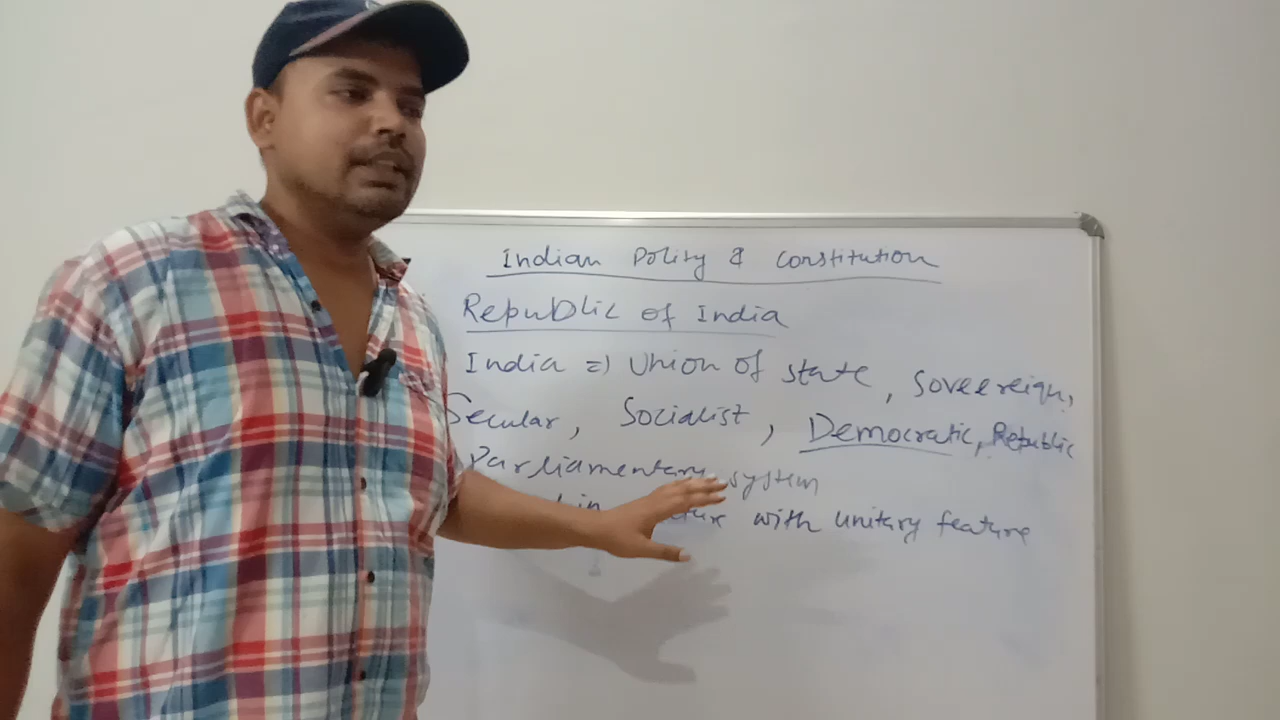 Indian Polity & Constitution
Republic of India
India => Union of state, Sovereign,
Secular, Socialist, Democratic, Republic
Parliamentary system
in with unitary feature